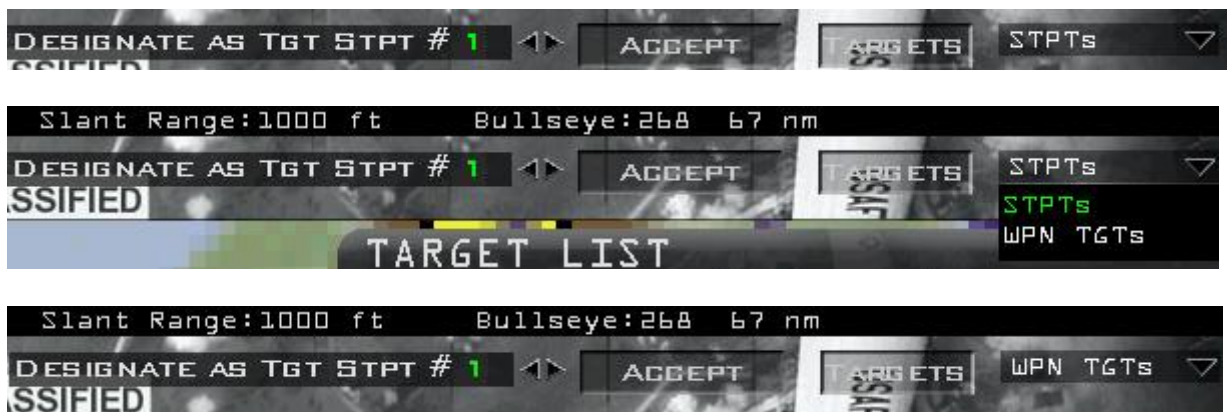 DESIGNATE AS TGT STPT # 1 ACCEPT TARGETS STPTs
SSIFIED
Slant Range:1000 ft Bullseye:268 67 nm
DESIGNATE AS TGT STPT # 1 ACCEPT TARGETS STPTs
SSIFIED
STPTs
WPN TGTs
TARGET LIST
Slant Range:1000 ft Bullseye:268 67 nm
DESIGNATE AS TGT STPT # 1 ACCEPT TARGETS WPN TGTs
SSIFIED